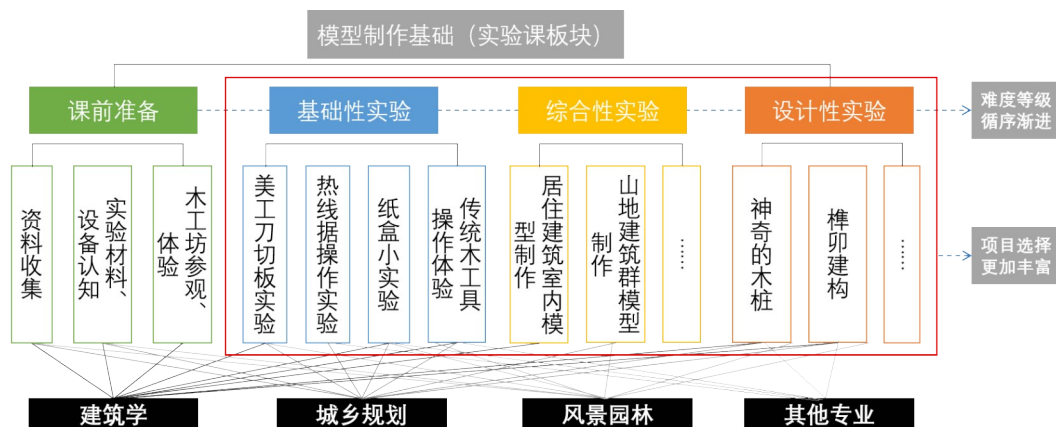 模型制作基础（实验课板块）
课前准备
基础性实验
综合性实验
设计性实验
难度等级
循序渐进
资料收集
实验材料、
设备认知
木工坊参观、
体验
美工刀切板实验
热线据操作实验
纸盒小实验
传统木工具
操作体验
居住建筑室内模
型制作
山地建筑群模型
制作
……
神奇的木桩
榫卯建构
……
项目选择
更加丰富
建筑学
城乡规划
风景园林
其他专业